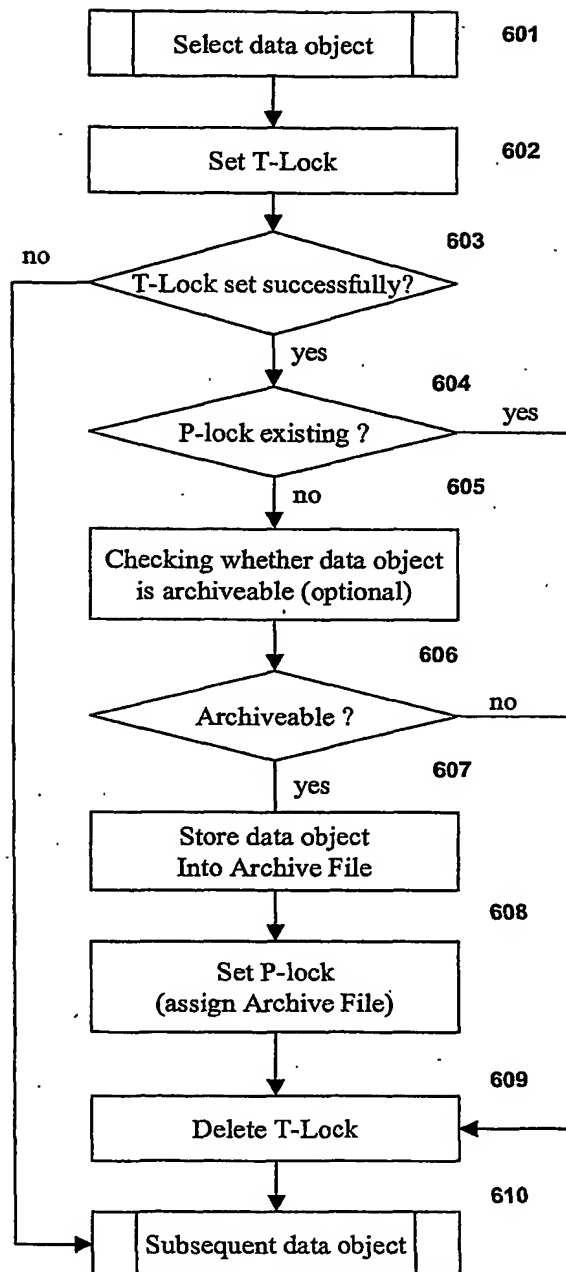 Select data object
601
Set T-Lock
602
603
no
T-Lock set successfully?
yes
604
yes
P-lock existing ?
no
605
Checking whether data object
is archiveable (optional)
606
Archiveable ?
no
607
yes
Store data object
Into Archive File
608
Set P-lock
(assign Archive File)
609
Delete T-Lock
610
Subsequent data object